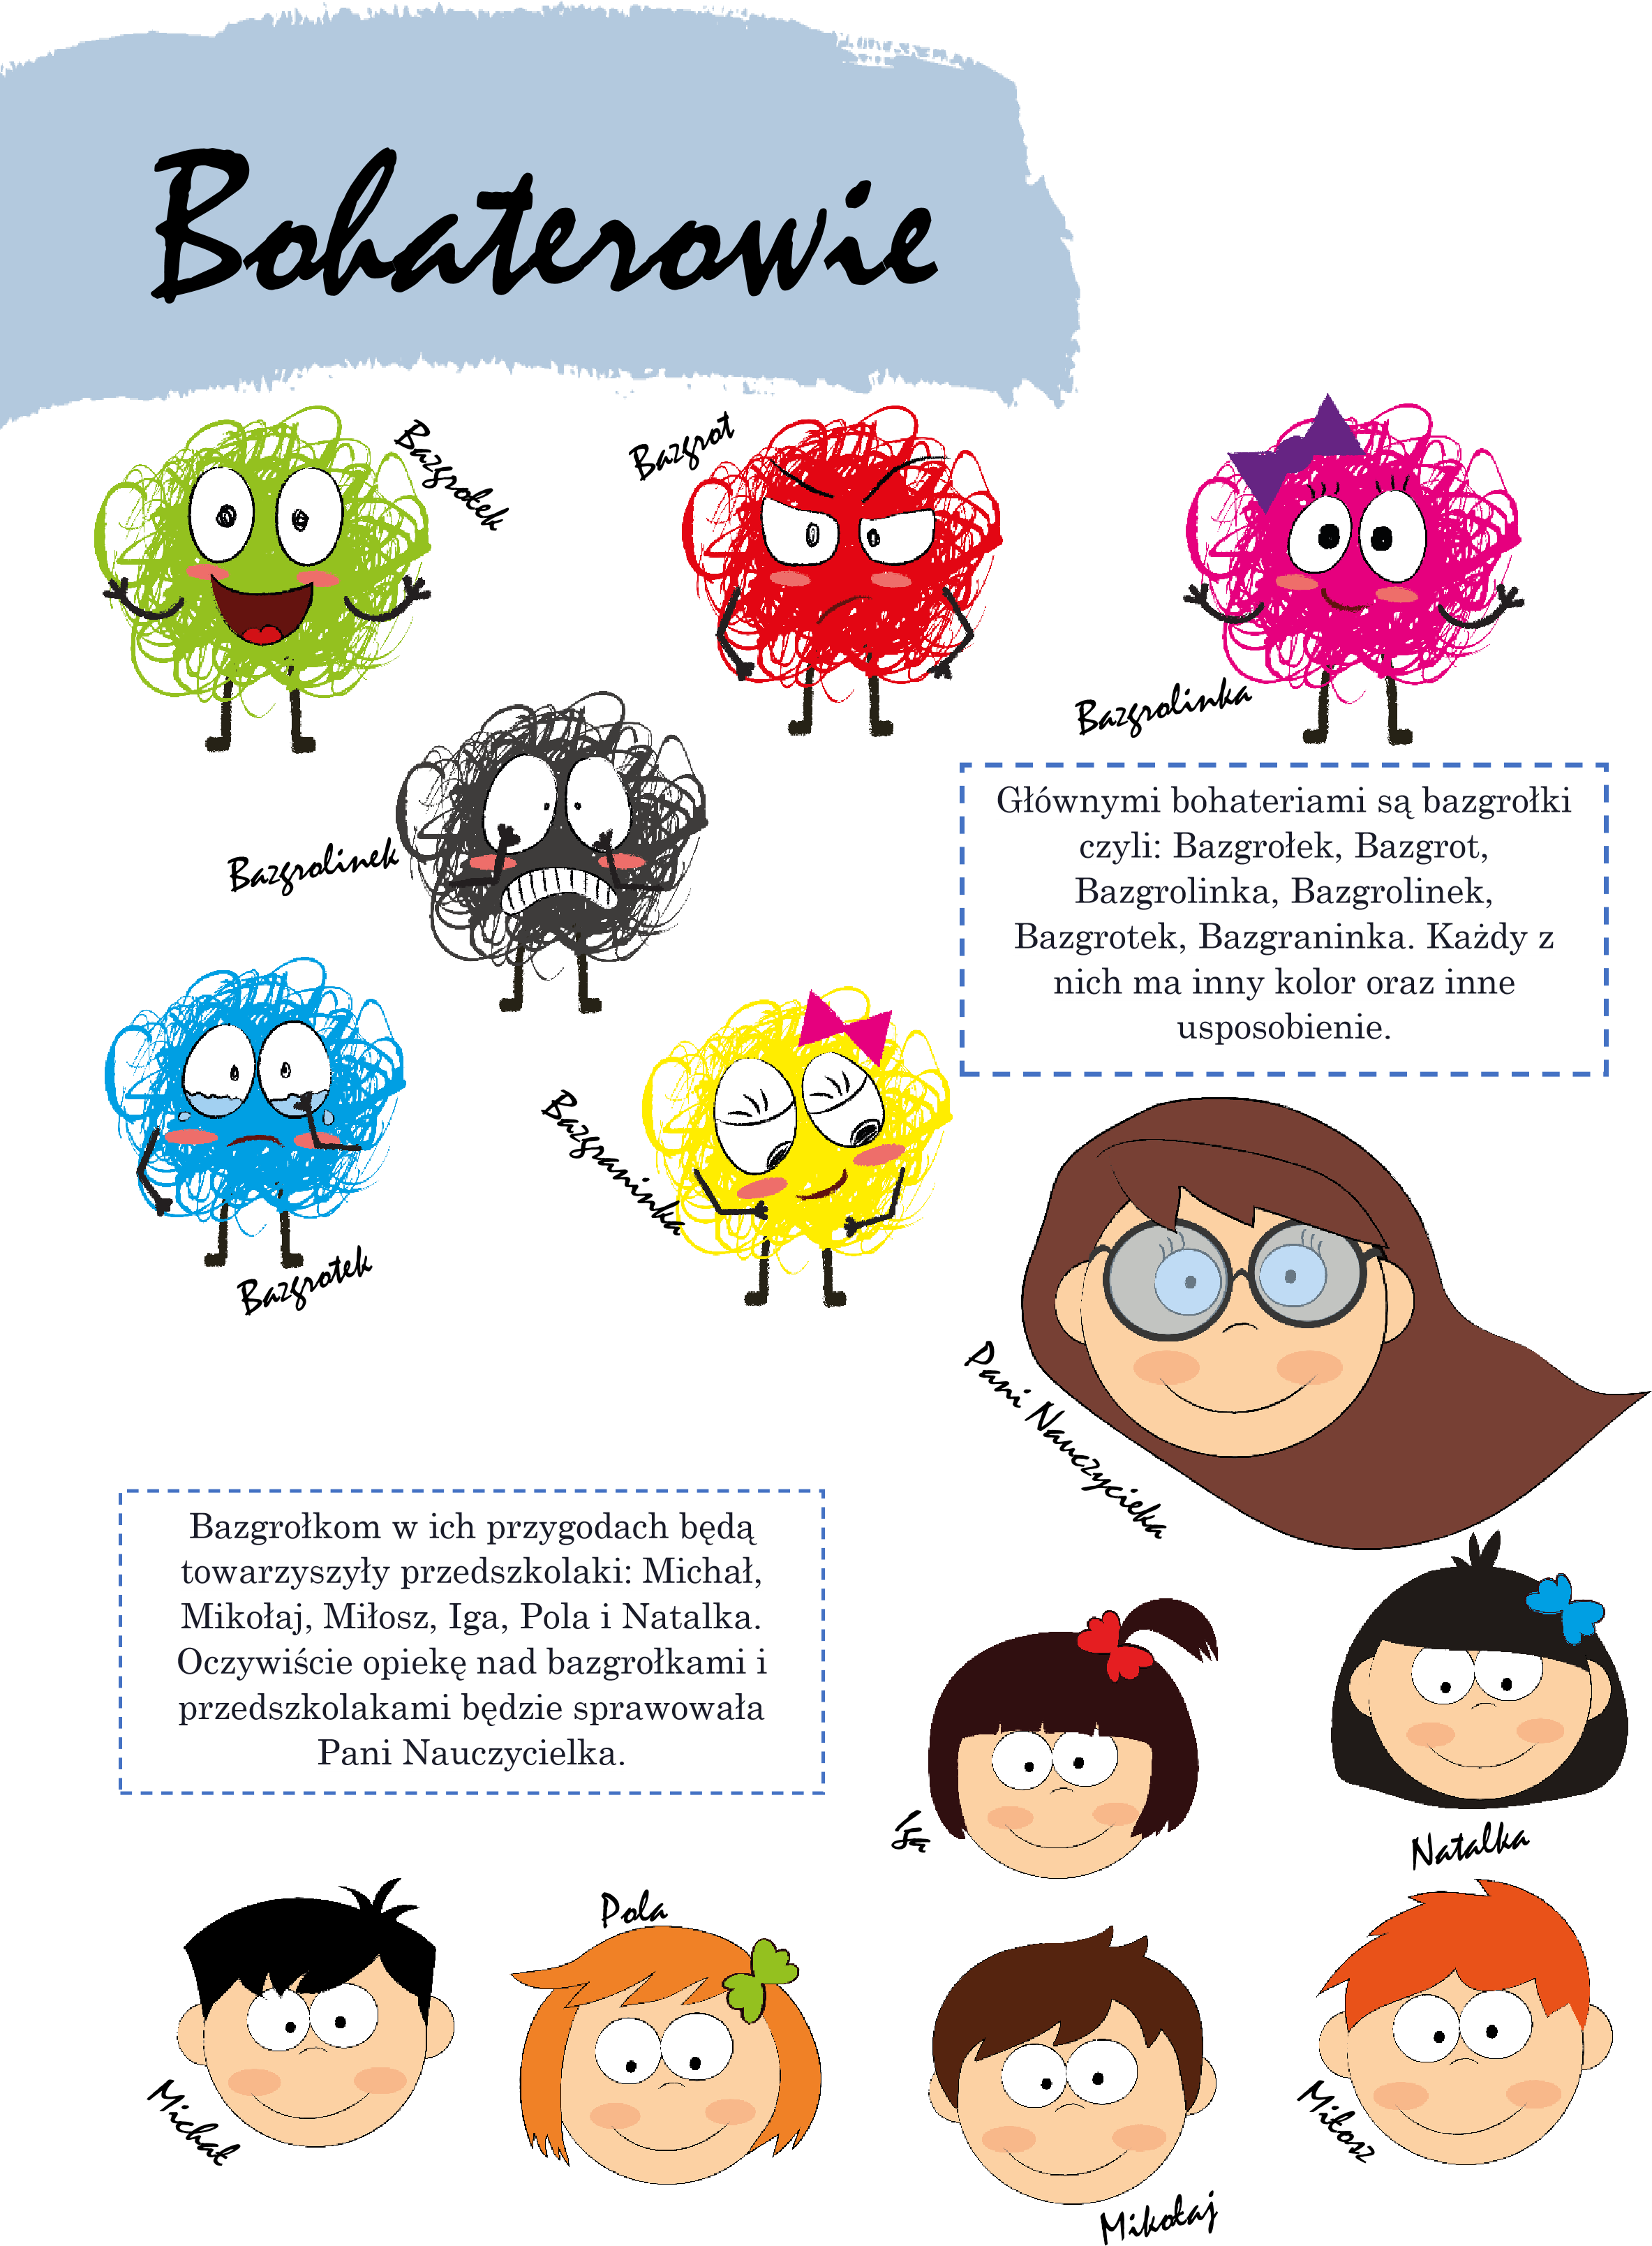 Bohaterowie
Bazgrołek
Bazgrot
Bazgrolinka
Bazgrolinek
Głównymi bohateriami są bazgrołki
czyli: Bazgrołek, Bazgrot,
Bazgrolinka, Bazgrolinek,
Bazgrotek, Bazgraninka. Każdy z
nich ma inny kolor oraz inne
usposobienie.
Bazgrotek
Bazgraninka
Pani Nauczycieka
Bazgrołkom w ich przygodach będą
towarzyszyły przedszkolaki: Michał,
Mikołaj, Miłosz, Iga, Pola i Natalka.
Oczywiście opiekę nad bazgrołkami i
przedszkolakami będzie sprawowała
Pani Nauczycielka.
Iga
Natalka
Michał
Pola
Mikołaj
Miłosz